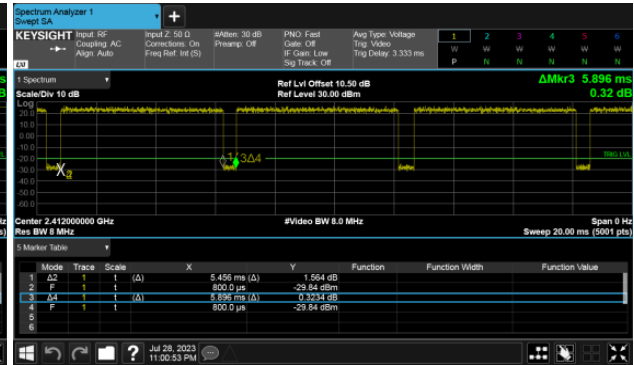 Spectrum Analyzer 1
Swept SA
+
KEYSIGHT Input: RF Input Z: 50 Ω #Atten: 30 dB PNO: Fast Avg Type: Voltage 1 2 3 4 5 6
Coupling: AC Corrections: On Preamp: Off Gate: Off Trig: Video W W W W W W
Align: Auto Freq Ref: Int (S) IF Gain: Low Trig Delay: 3.333 ms P N N N N N
Sig Track: Off
LXI
1 Spectrum Ref Lvl Offset 10.50 dB ΔMkr3 5.896 ms
Scale/Div 10 dB Ref Level 30.00 dBm 0.32 dB
Log
20.0
10.0
0.00
-10.0
-20.0 TRIG LVL
-30.0
-40.0
-50.0
-60.0
3Δ4
Center 2.412000000 GHz #Video BW 8.0 MHz Span 0 Hz
Res BW 8 MHz Sweep 20.00 ms (5001 pts)
5 Marker Table
Mode Trace Scale X Y Function Function Width Function Value
1 Δ2 1 t (Δ) 5.456 ms (Δ) 1.564 dB
2 F 1 t 800.0 µs -29.84 dBm
3 Δ4 1 t (Δ) 5.896 ms (Δ) 0.3234 dB
4 F 1 t 800.0 µs -29.84 dBm
5
6
? Jul 28, 2023
11:00:53 PM